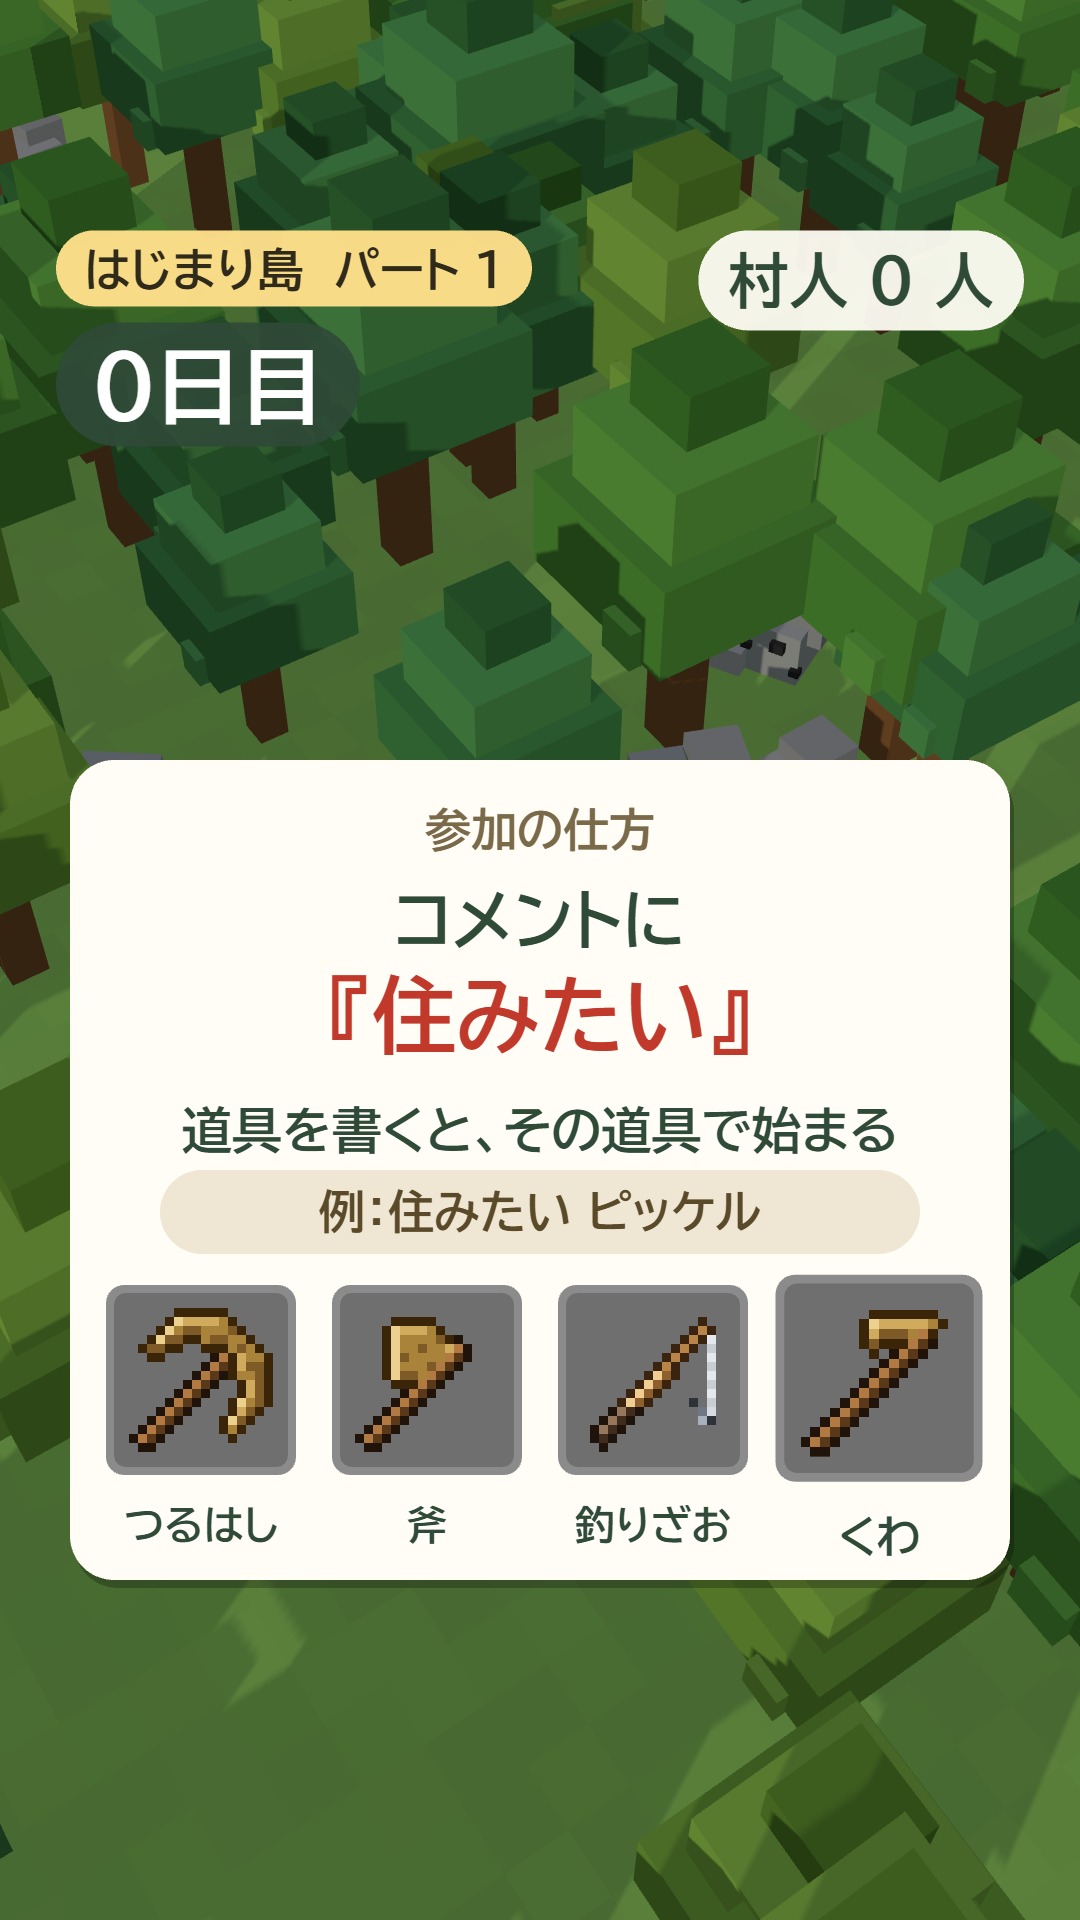 はじまり島 パート 1
村人 0 人
0日目
参加の仕方
コメントに
『住みたい』
道具を書くと、その道具で始まる
例：住みたい ピッケル
つるはし
斧
釣りざお
くわ